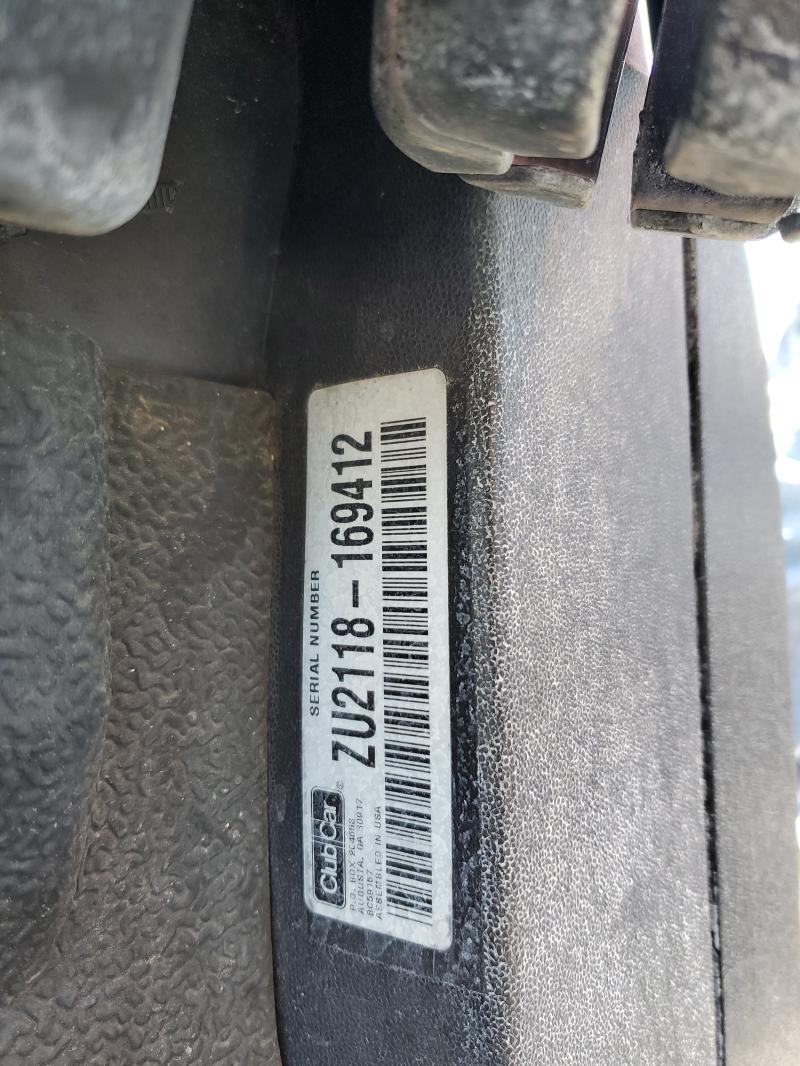 SERIAL NUMBER
ZU2118-169412
Club Car®
P.O. BOX 204658
AUGUSTA, GA 30917
ASSEMBLED IN USA